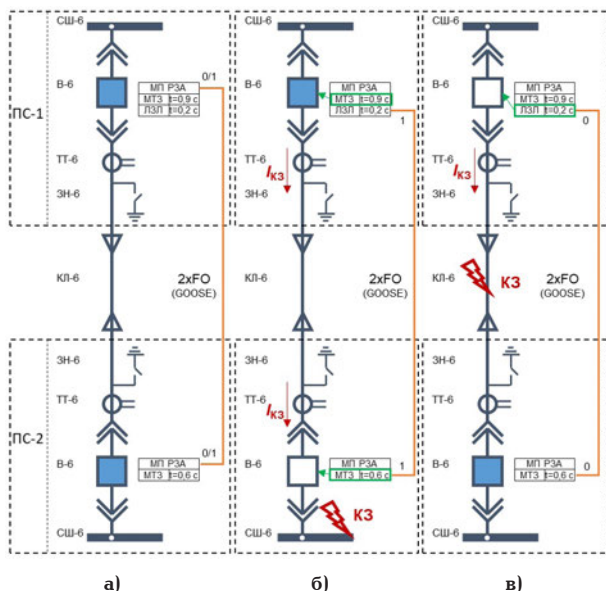 ПС-1
СШ-6
В-6
0/1
МП РЗА
МТЗ t=0,9 с
ЛЗЛ t=0,2 с
ТТ-6
ЗН-6
КЛ-6
2xFO
(GOOSE)
ПС-2
ЗН-6
ТТ-6
0/1
В-6
МП РЗА
МТЗ t=0,6 с
СШ-6
а)
СШ-6
В-6
МП РЗА
МТЗ t=0,9 с
ЛЗЛ t=0,2 с
1
ТТ-6
IКЗ
ЗН-6
КЛ-6
2xFO
(GOOSE)
ЗН-6
ТТ-6
IКЗ
В-6
1
МП РЗА
МТЗ t=0,6 с
КЗ
СШ-6
б)
СШ-6
В-6
МП РЗА
МТЗ t=0,9 с
ЛЗЛ t=0,2 с
0
ТТ-6
IКЗ
ЗН-6
КЛ-6
КЗ
2xFO
(GOOSE)
ЗН-6
ТТ-6
В-6
0
МП РЗА
МТЗ t=0,6 с
СШ-6
в)